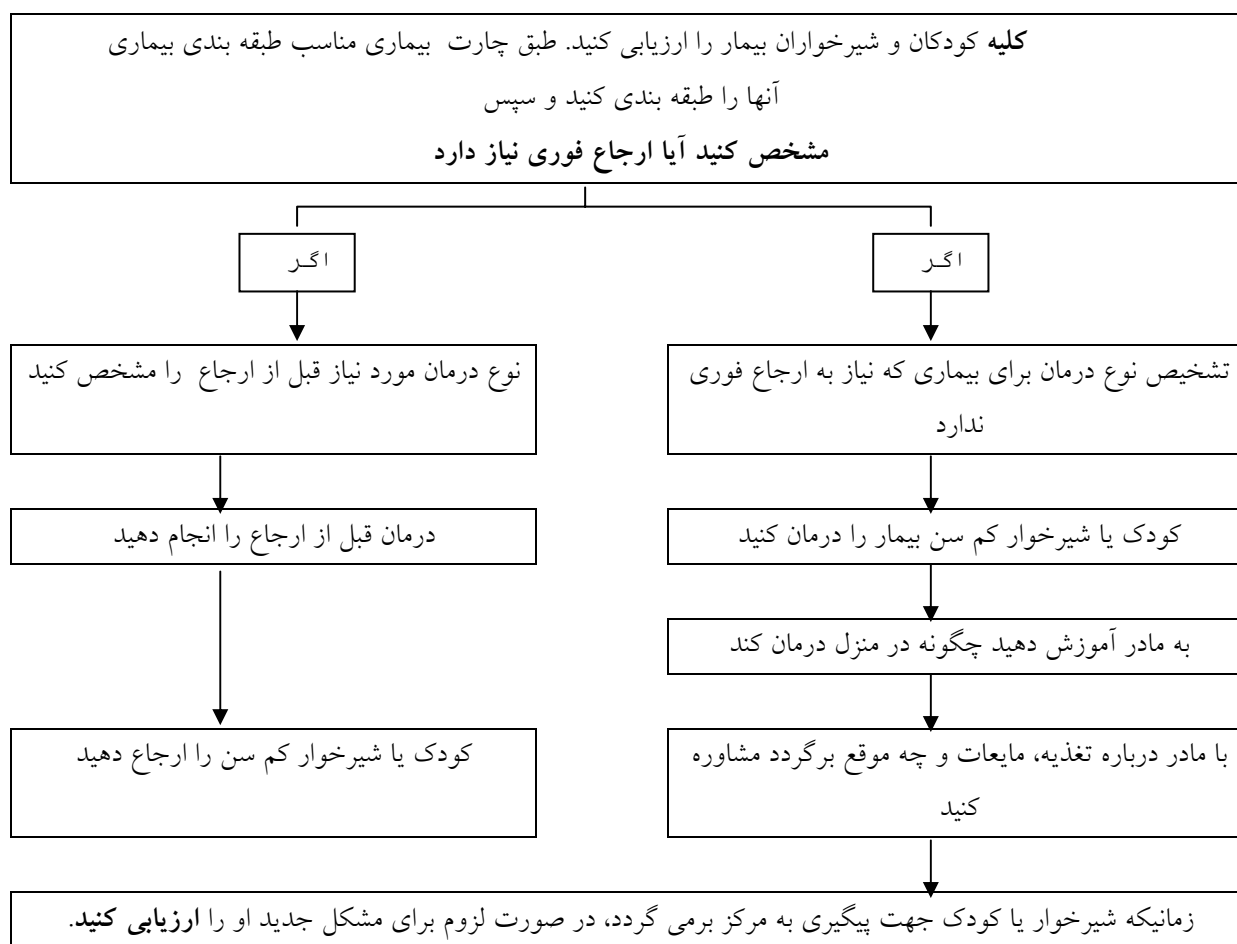 کلیه کودکان و شیرخواران بیمار را ارزیابی کنید. طبق چارت بیماری مناسب طبقه بندی بیماری
آنها را طبقه بندی کنید و سپس
مشخص کنید آیا ارجاع فوری نیاز دارد
اگر
اگر
تشخیص نوع درمان برای بیماری که نیاز به ارجاع فوری
ندارد
نوع درمان مورد نیاز قبل از ارجاع را مشخص کنید
کودک یا شیرخوار کم سن بیمار را درمان کنید
درمان قبل از ارجاع را انجام دهید
به مادر آموزش دهید چگونه در منزل درمان کند
با مادر درباره تغذیه، مایعات و چه موقع برگردد مشاوره
کنید
کودک یا شیرخوار کم سن را ارجاع دهید
زمانیکه شیرخوار یا کودک جهت پیگیری به مرکز برمی گردد، در صورت لزوم برای مشکل جدید او را ارزیابی کنید.